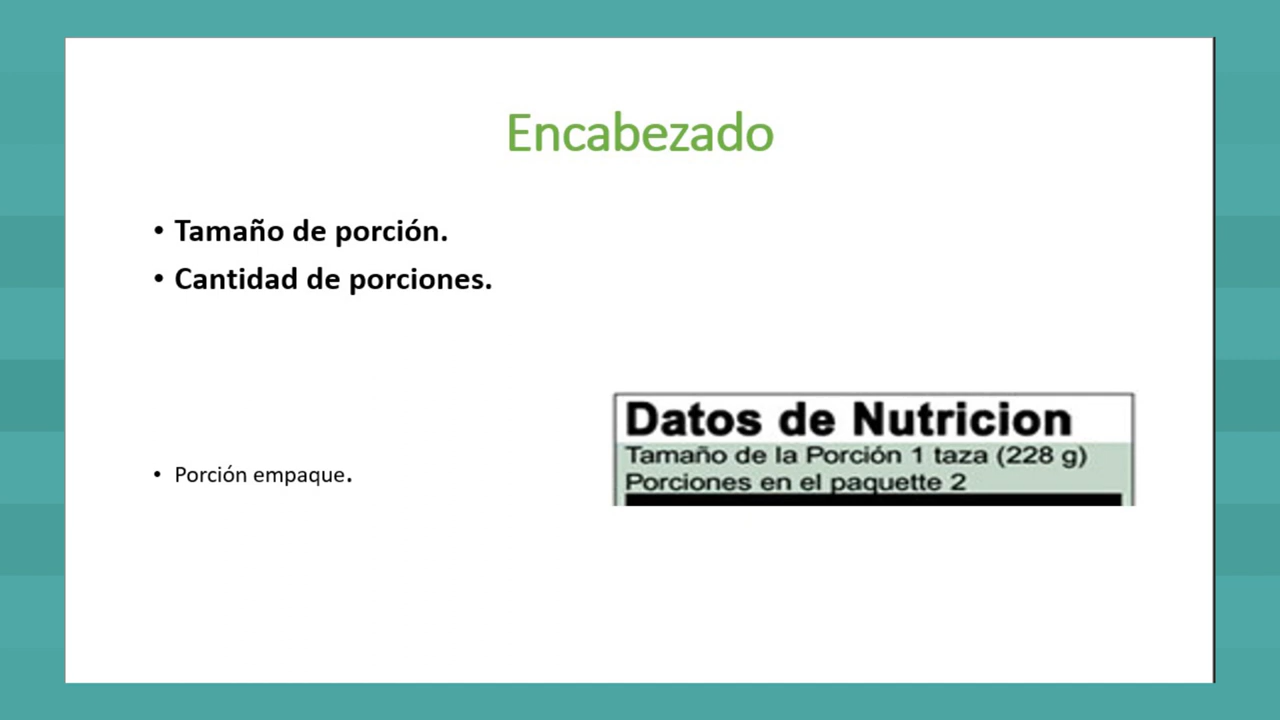 Encabezado
• Tamaño de porción.
• Cantidad de porciones.
• Porción empaque.
Datos de Nutricion
Tamaño de la Porción 1 taza (228 g)
Porciones en el paquette 2